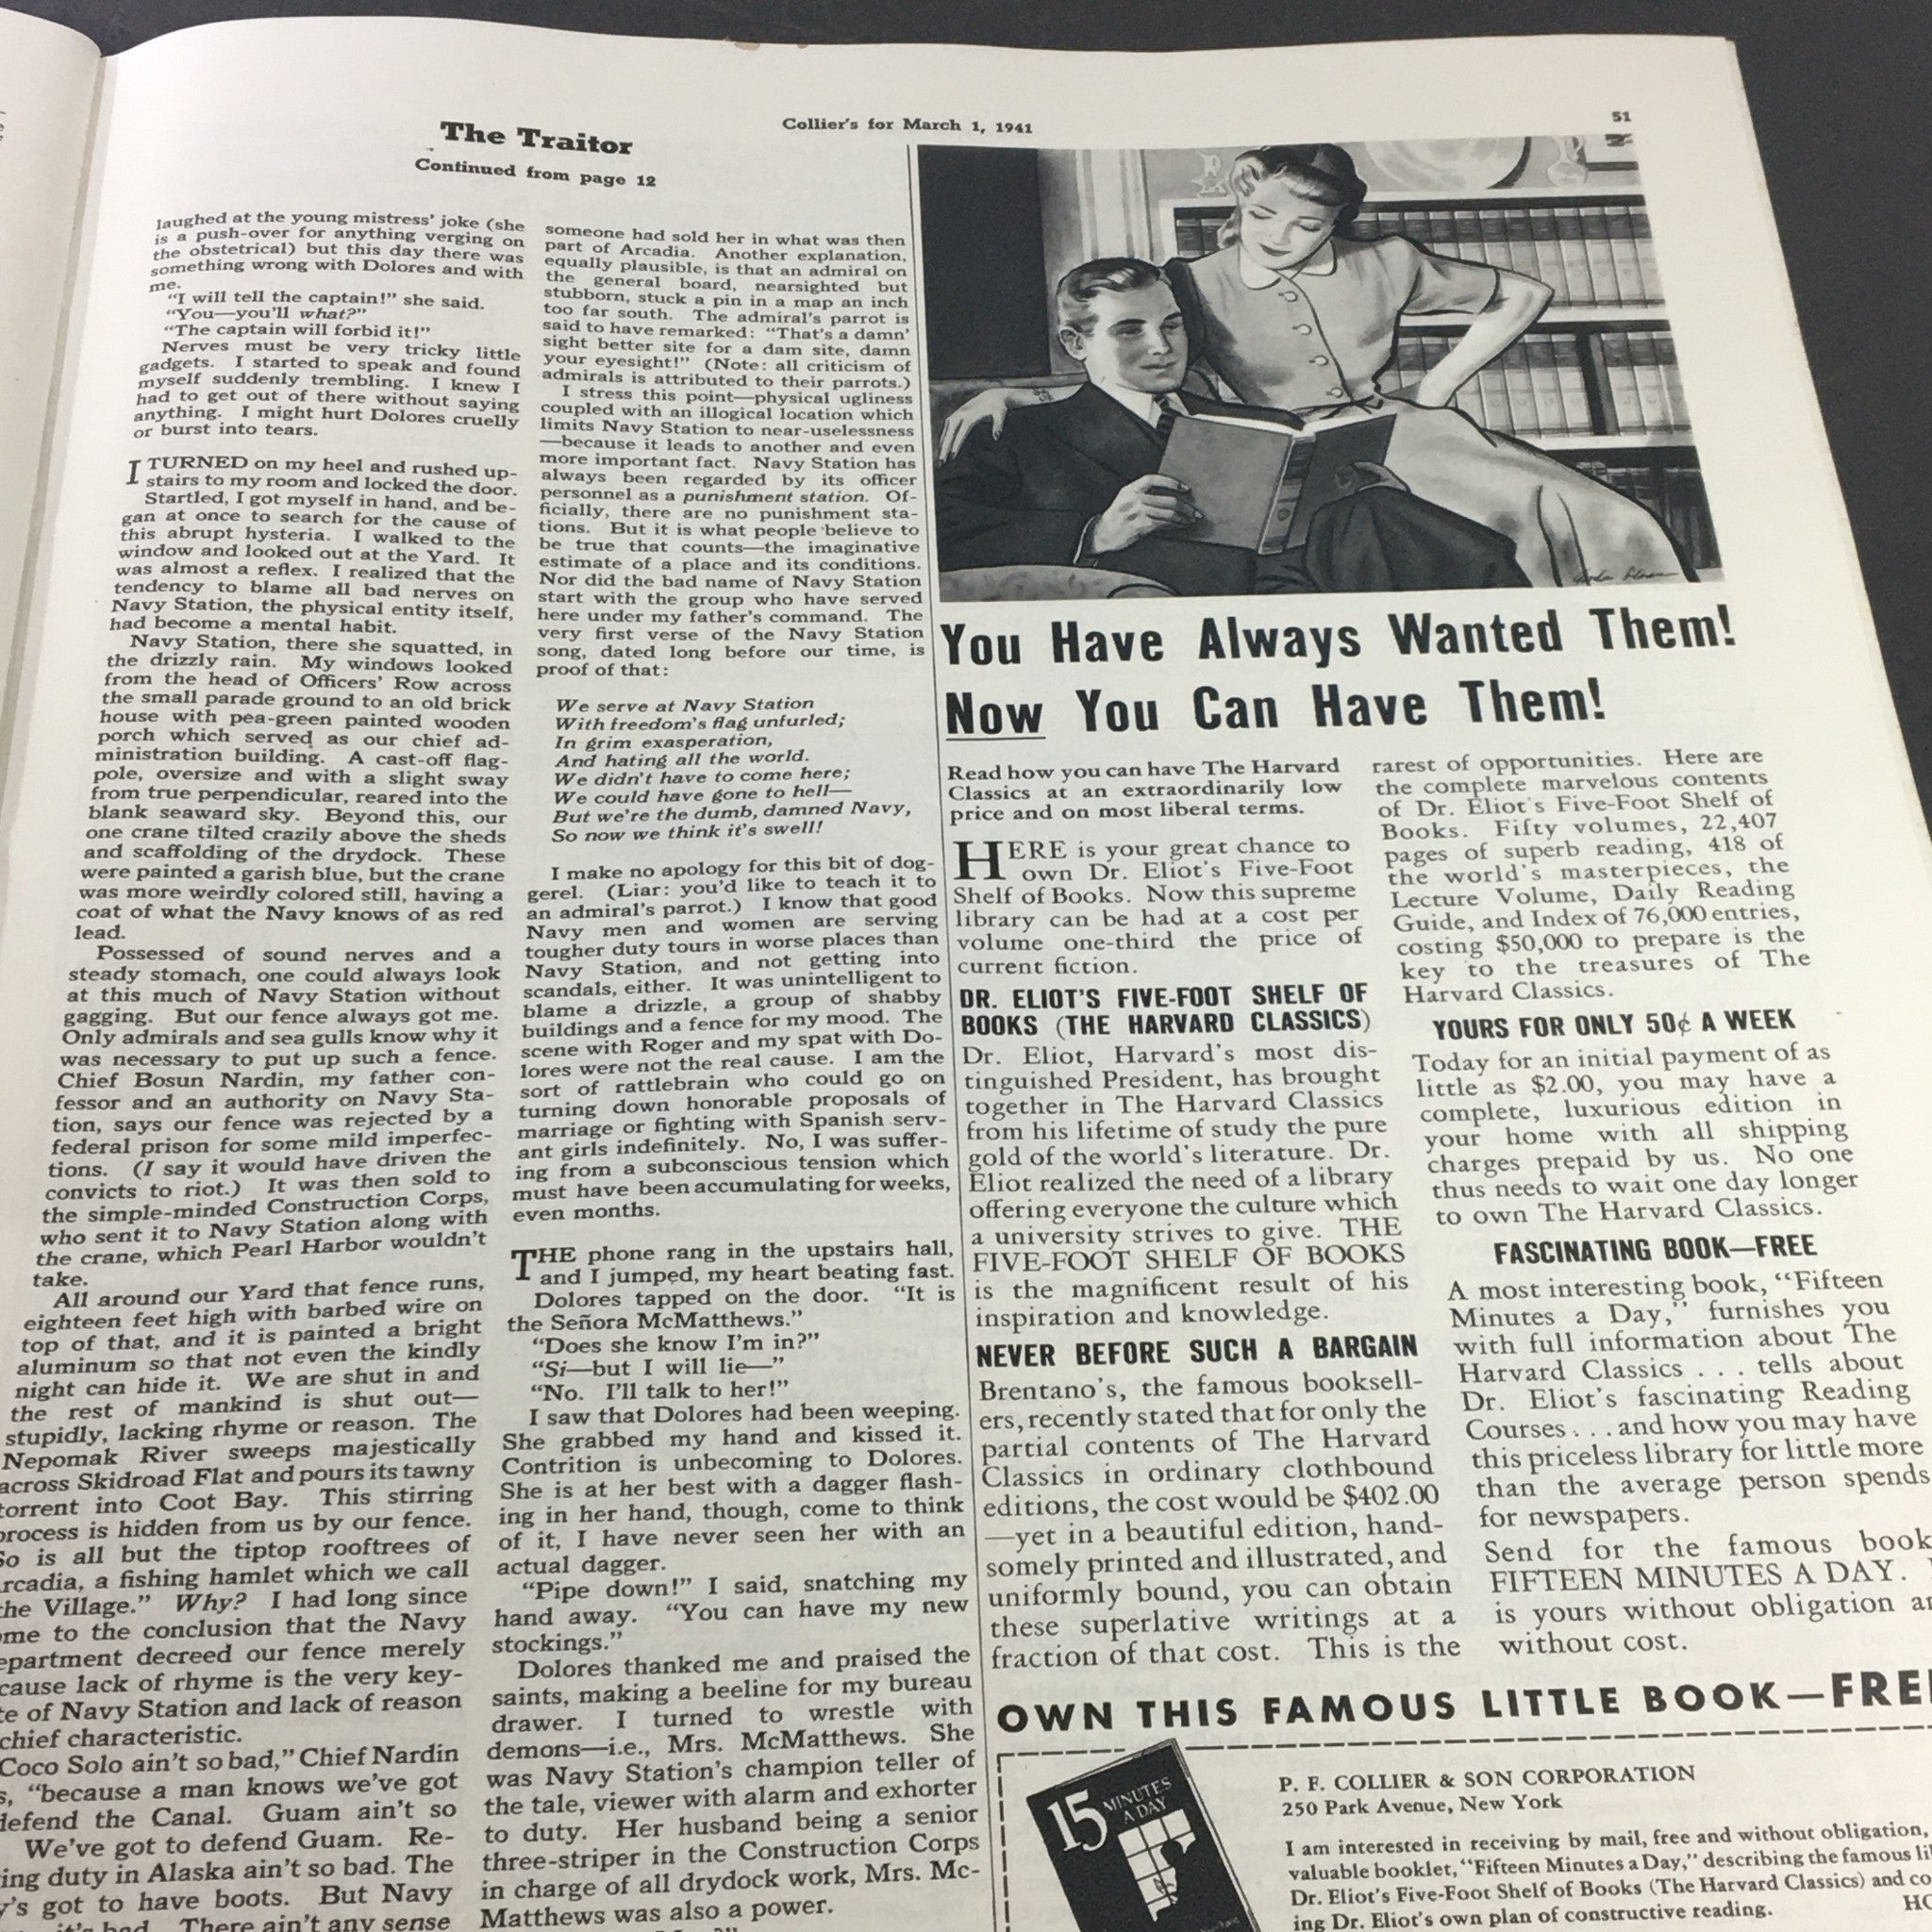 Collier's for March 1, 1941
51
The Traitor
Continued from page 12
laughed at the young mistress' joke (she
is a push-over for anything verging on
the obstetrical) but this day there was
something wrong with Dolores and with
me.
"I will tell the captain!" she said.
"You—you'll what?"
"The captain will forbid it!"
Nerves must be very tricky little
gadgets. I started to speak and found
myself suddenly trembling. I knew I
had to get out of there without saying
anything. I might hurt Dolores cruelly
or burst into tears.
I TURNED on my heel and rushed up-
stairs to my room and locked the door.
Startled, I got myself in hand, and be-
gan at once to search for the cause of
this abrupt hysteria. I walked to the
window and looked out at the Yard. It
was almost a reflex. I realized that the
tendency to blame all bad nerves on
Navy Station, the physical entity itself,
had become a mental habit.
Navy Station, there she squatted, in
the drizzly rain. My windows looked
from the head of Officers' Row across
the small parade ground to an old brick
house with pea-green painted wooden
porch which served as our chief ad-
ministration building. A cast-off flag-
pole, oversize and with a slight sway
from true perpendicular, reared into the
blank seaward sky. Beyond this, our
one crane tilted crazily above the sheds
and scaffolding of the drydock. These
were painted a garish blue, but the crane
was more weirdly colored still, having a
coat of what the Navy knows of as red
lead.
Possessed of sound nerves and a
steady stomach, one could always look
at this much of Navy Station without
gagging. But our fence always got me.
Only admirals and sea gulls know why it
was necessary to put up such a fence.
Chief Bosun Nardin, my father con-
fessor and an authority on Navy Sta-
tion, says our fence was rejected by a
federal prison for some mild imperfec-
tions. (I say it would have driven the
convicts to riot.) It was then sold to
the simple-minded Construction Corps,
who sent it to Navy Station along with
the crane, which Pearl Harbor wouldn't
take.
All around our Yard that fence runs,
eighteen feet high with barbed wire on
top of that, and it is painted a bright
aluminum so that not even the kindly
night can hide it. We are shut in and
the rest of mankind is shut out—
stupidly, lacking rhyme or reason. The
Nepomak River sweeps majestically
across Skidroad Flat and pours its tawny
torrent into Coot Bay. This stirring
process is hidden from us by our fence.
So is all but the tiptop rooftrees of
rcadia, a fishing hamlet which we call
the Village." Why? I had long since
me to the conclusion that the Navy
epartment decreed our fence merely
cause lack of rhyme is the very key-
te of Navy Station and lack of reason
chief characteristic.
Coco Solo ain't so bad," Chief Nardin
s, "because a man knows we've got
defend the Canal. Guam ain't so
We've got to defend Guam. Re-
ing duty in Alaska ain't so bad. The
y's got to have boots. But Navy
it's bad. There ain't any sense
someone had sold her in what was then
part of Arcadia. Another explanation,
equally plausible, is that an admiral on
the general board, nearsighted but
stubborn, stuck a pin in a map an inch
too far south. The admiral's parrot is
said to have remarked: "That's a damn'
sight better site for a dam site, damn
your eyesight!" (Note: all criticism of
admirals is attributed to their parrots.)
I stress this point—physical ugliness
coupled with an illogical location which
limits Navy Station to near-uselessness
—because it leads to another and even
more important fact. Navy Station has
always been regarded by its officer
personnel as a punishment station. Of-
ficially, there are no punishment sta-
tions. But it is what people believe to
be true that counts—the imaginative
estimate of a place and its conditions.
Nor did the bad name of Navy Station
start with the group who have served
here under my father's command. The
very first verse of the Navy Station
song, dated long before our time, is
proof of that:
We serve at Navy Station
With freedom's flag unfurled;
In grim exasperation,
And hating all the world.
We didn't have to come here;
We could have gone to hell—
But we're the dumb, damned Navy,
So now we think it's swell!
I make no apology for this bit of dog-
gerel. (Liar: you'd like to teach it to
an admiral's parrot.) I know that good
Navy men and women are serving
tougher duty tours in worse places than
Navy Station, and not getting into
scandals, either. It was unintelligent to
blame a drizzle, a group of shabby
buildings and a fence for my mood. The
scene with Roger and my spat with Do-
lores were not the real cause. I am the
sort of rattlebrain who could go on
turning down honorable proposals of
marriage or fighting with Spanish serv-
ant girls indefinitely. No, I was suffer-
ing from a subconscious tension which
must have been accumulating for weeks,
even months.
THE phone rang in the upstairs hall,
and I jumped, my heart beating fast.
Dolores tapped on the door. "It is
the Señora McMatthews."
"Does she know I'm in?"
"Si—but I will lie—"
"No. I'll talk to her!"
I saw that Dolores had been weeping.
She grabbed my hand and kissed it.
Contrition is unbecoming to Dolores.
She is at her best with a dagger flash-
ing in her hand, though, come to think
of it, I have never seen her with an
actual dagger.
"Pipe down!" I said, snatching my
hand away. "You can have my new
stockings."
Dolores thanked me and praised the
saints, making a beeline for my bureau
drawer. I turned to wrestle with
demons—i.e., Mrs. McMatthews. She
was Navy Station's champion teller of
the tale, viewer with alarm and exhorter
to duty. Her husband being a senior
three-striper in the Construction Corps
in charge of all drydock work, Mrs. Mc-
Matthews was also a power.
You Have Always Wanted Them!
Now You Can Have Them!
Read how you can have The Harvard
Classics at an extraordinarily low
price and on most liberal terms.
HERE is your great chance to
own Dr. Eliot's Five-Foot
Shelf of Books. Now this supreme
library can be had at a cost per
volume one-third the price of
current fiction.
DR. ELIOT'S FIVE-FOOT SHELF OF
BOOKS (THE HARVARD CLASSICS)
Dr. Eliot, Harvard's most dis-
tinguished President, has brought
together in The Harvard Classics
from his lifetime of study the pure
gold of the world's literature. Dr.
Eliot realized the need of a library
offering everyone the culture which
a university strives to give. THE
FIVE-FOOT SHELF OF BOOKS
is the magnificent result of his
inspiration and knowledge.
NEVER BEFORE SUCH A BARGAIN
Brentano's, the famous booksell-
ers, recently stated that for only the
partial contents of The Harvard
Classics in ordinary clothbound
editions, the cost would be $402.00
—yet in a beautiful edition, hand-
somely printed and illustrated, and
uniformly bound, you can obtain
these superlative writings at a
fraction of that cost. This is the
rarest of opportunities. Here are
the complete marvelous contents
of Dr. Eliot's Five-Foot Shelf of
Books. Fifty volumes, 22,407
pages of superb reading, 418 of
the world's masterpieces, the
Lecture Volume, Daily Reading
Guide, and Index of 76,000 entries,
costing $50,000 to prepare is the
key to the treasures of The
Harvard Classics.
YOURS FOR ONLY 50¢ A WEEK
Today for an initial payment of as
little as $2.00, you may have a
complete, luxurious edition in
your home with all shipping
charges prepaid by us. No one
thus needs to wait one day longer
to own The Harvard Classics.
FASCINATING BOOK—FREE
A most interesting book, "Fifteen
Minutes a Day," furnishes you
with full information about The
Harvard Classics . . . tells about
Dr. Eliot's fascinating Reading
Courses . . . and how you may have
this priceless library for little more
than the average person spends
for newspapers.
Send for the famous book
FIFTEEN MINUTES A DAY.
is yours without obligation an
without cost.
OWN THIS FAMOUS LITTLE BOOK—FREE
15 MINUTES
A DAY
P. F. COLLIER & SON CORPORATION
250 Park Avenue, New York
I am interested in receiving by mail, free and without obligation,
valuable booklet, "Fifteen Minutes a Day," describing the famous li
Dr. Eliot's Five-Foot Shelf of Books (The Harvard Classics) and co
ing Dr. Eliot's own plan of constructive reading.